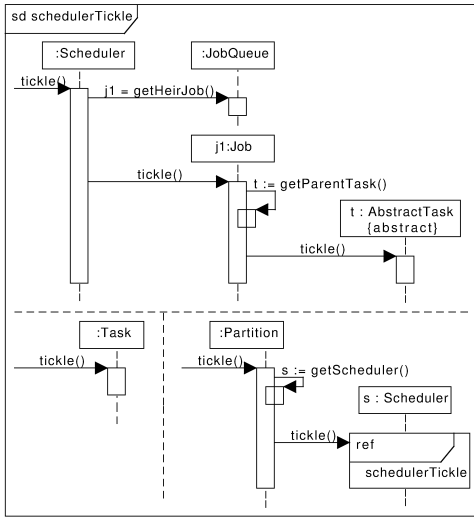 sd schedulerTickle
:Scheduler
:JobQueue
tickle()
j1 = getHeirJob()
j1:Job
tickle()
t := getParentTask()
t : AbstractTask
{abstract}
tickle()
:Task
:Partition
tickle()
tickle()
s := getScheduler()
s : Scheduler
tickle()
ref
schedulerTickle